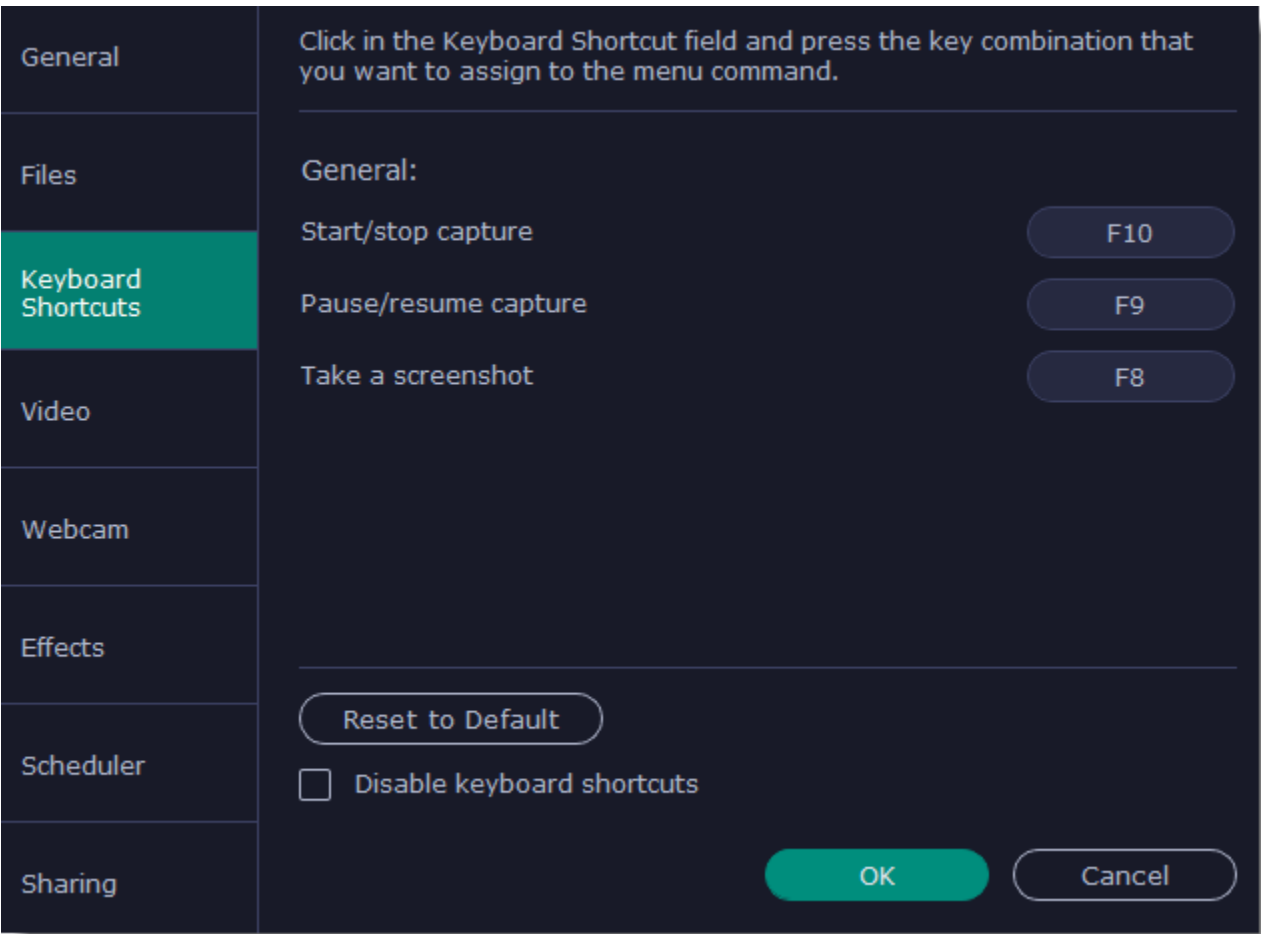 General
Files
Keyboard
Shortcuts
Video
Webcam
Effects
Scheduler
Sharing
Click in the Keyboard Shortcut field and press the key combination that
you want to assign to the menu command.
General:
Start/stop capture F10
Pause/resume capture F9
Take a screenshot F8
Reset to Default
Disable keyboard shortcuts
OK Cancel